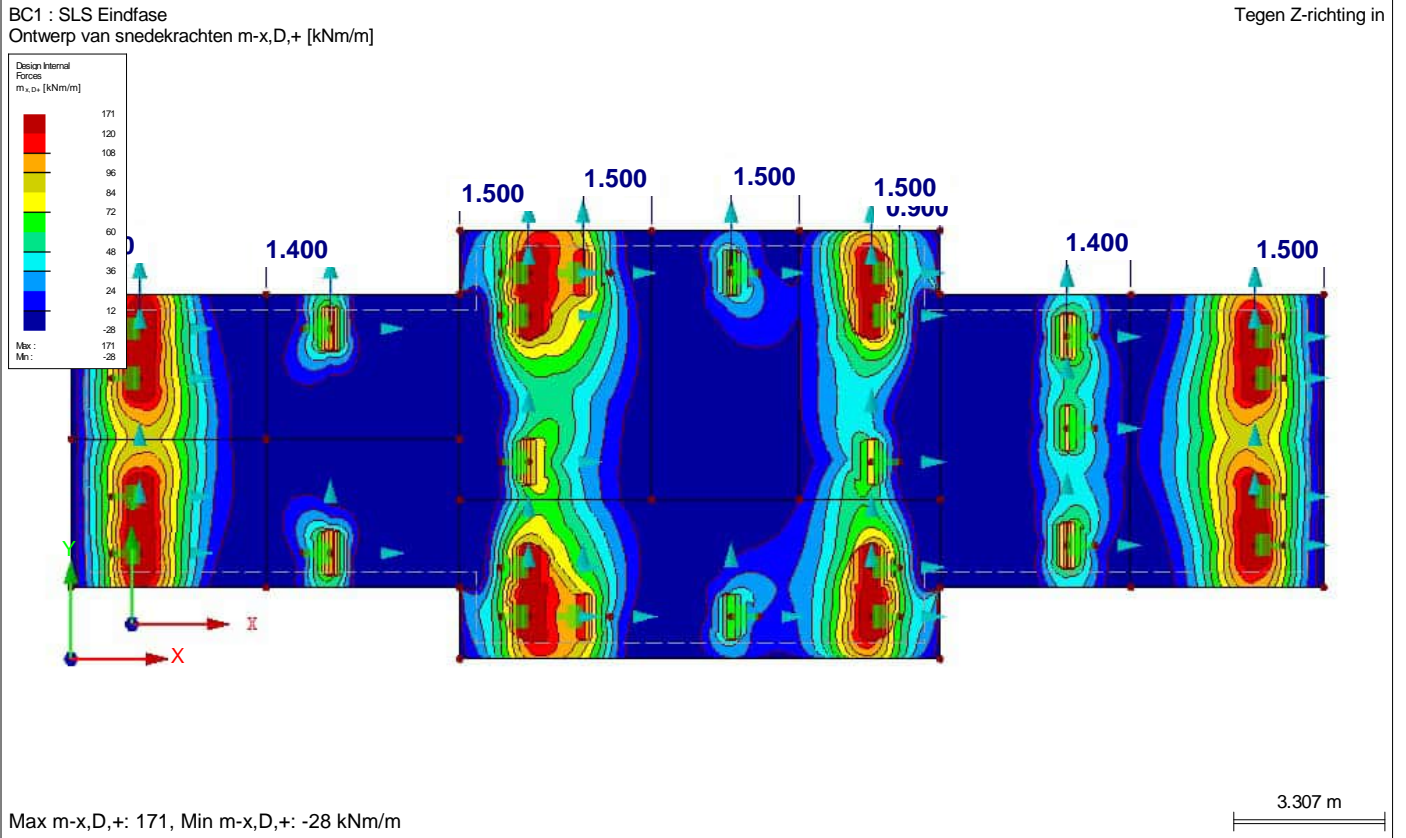 BC1 : SLS Eindfase
Tegen Z-richting in
Ontwerp van snedekrachten m-x,D,+ [kNm/m]
Design Internal
Forces
m x,D+ [kNm/m]
171
120
108
96
84
72
60
48
36
24
12
-28
Max : 171
Min : -28
1.500
1.500
1.500
1.500
0.900
0
1.400
1.400
1.500
Y
X
X
3.307 m
Max m-x,D,+: 171, Min m-x,D,+: -28 kNm/m